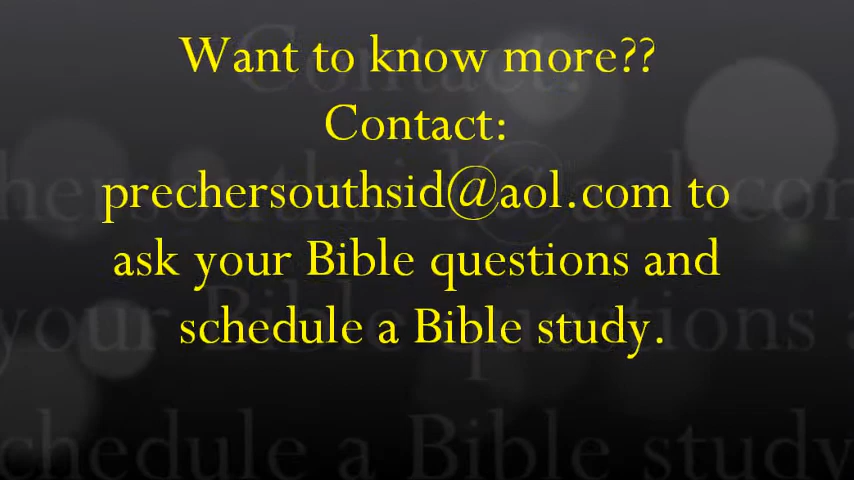 Want to know more??
Contact:
prechersouthsid@aol.com to
ask your Bible questions and
schedule a Bible study.